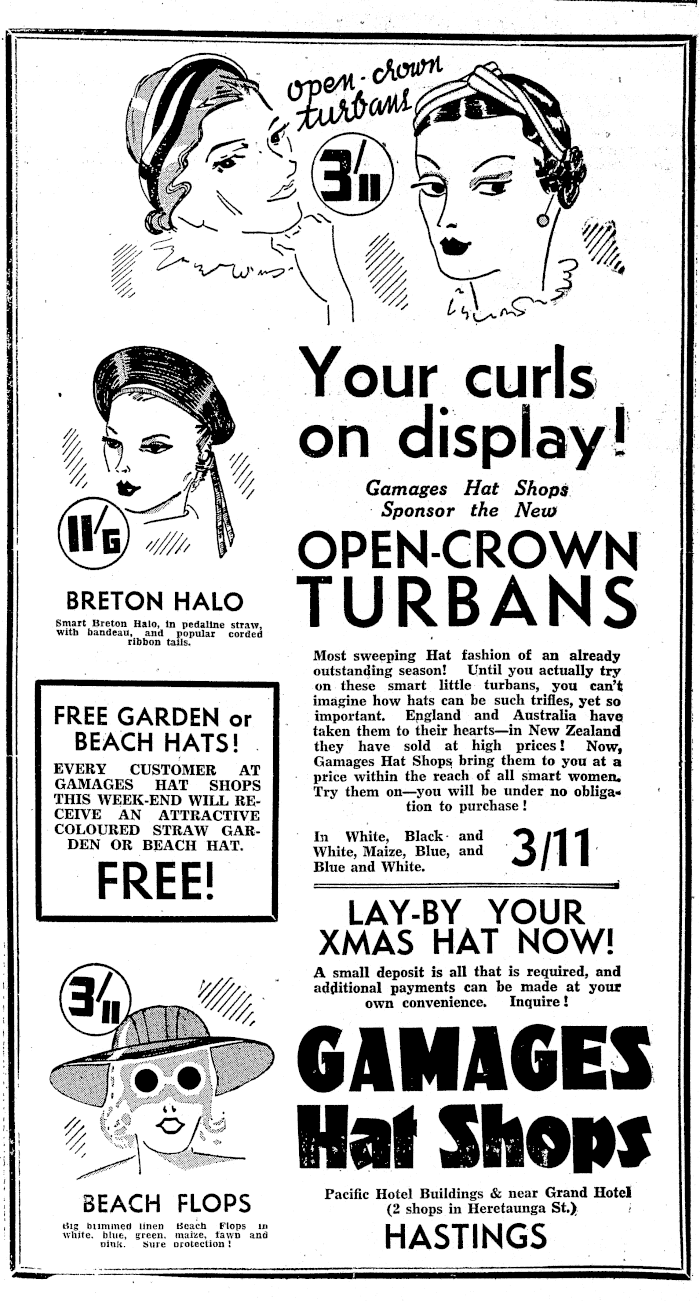 open-crown
turbans
3/11
11/6
BRETON HALO
Smart Breton Halo, in pedaline straw,
with bandeau, and popular corded
ribbon tails.
FREE GARDEN or
BEACH HATS!
EVERY CUSTOMER AT
GAMAGES HAT SHOPS
THIS WEEK-END WILL RE-
CEIVE AN ATTRACTIVE
COLOURED STRAW GAR-
DEN OR BEACH HAT.
FREE!
3/11
BEACH FLOPS
Big brimmed linen Beach Flops in
white, blue, green, maize, fawn and
pink. Sure protection!
Your curls
on display!
Gamages Hat Shops
Sponsor the New
OPEN-CROWN
TURBANS
Most sweeping Hat fashion of an already
outstanding season! Until you actually try
on these smart little turbans, you can't
imagine how hats can be such trifles, yet so
important. England and Australia have
taken them to their hearts—in New Zealand
they have sold at high prices! Now,
Gamages Hat Shops bring them to you at a
price within the reach of all smart women.
Try them on—you will be under no obliga-
tion to purchase!
In White, Black and
White, Maize, Blue, and
Blue and White.
3/11
LAY-BY YOUR
XMAS HAT NOW!
A small deposit is all that is required, and
additional payments can be made at your
own convenience. Inquire!
GAMAGES
Hat Shops
Pacific Hotel Buildings & near Grand Hotel
(2 shops in Heretaunga St.)
HASTINGS